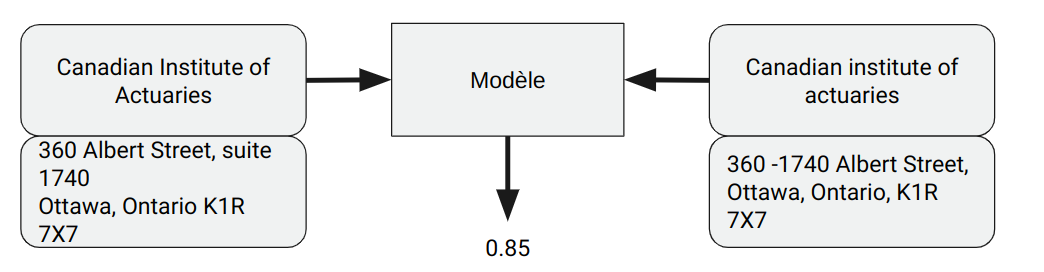 Canadian Institute of
Actuaries
360 Albert Street, suite
1740
Ottawa, Ontario K1R
7X7
Modèle
0.85
Canadian institute of
actuaries
360 -1740 Albert Street,
Ottawa, Ontario, K1R
7X7